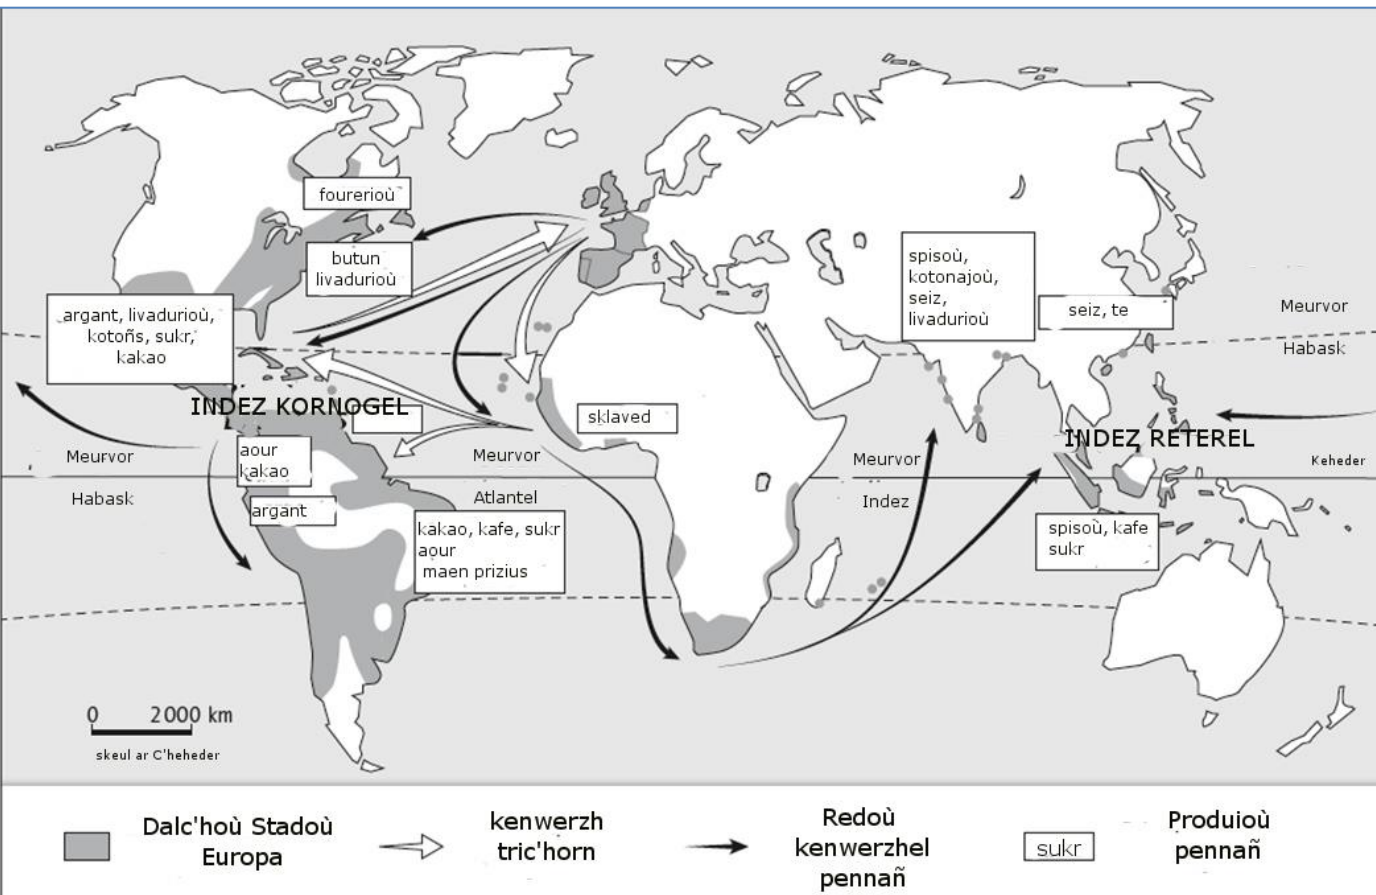 fourerioù
butun
livadurioù
argant, livadurioù,
kotoñs, sukr,
kakao
spisoù,
kotonajoù,
seiz,
livadurioù
seiz, te
Meurvor
Habask
INDEZ KORNOGEL
sklaved
INDEZ RETEREL
Meurvor
Habask
aour
kakao
argant
Meurvor
Atlantel
Meurvor
Indez
Keheder
kakao, kafe, sukr
aour
maen prizius
spisoù, kafe
sukr
0 2 000 km
skeul ar C'heheder
Dalc'hoù Stadoù
Europa
kenwerzh
tric'horn
Redoù
kenwerzhel
pennañ
sukr
Produioù
pennañ